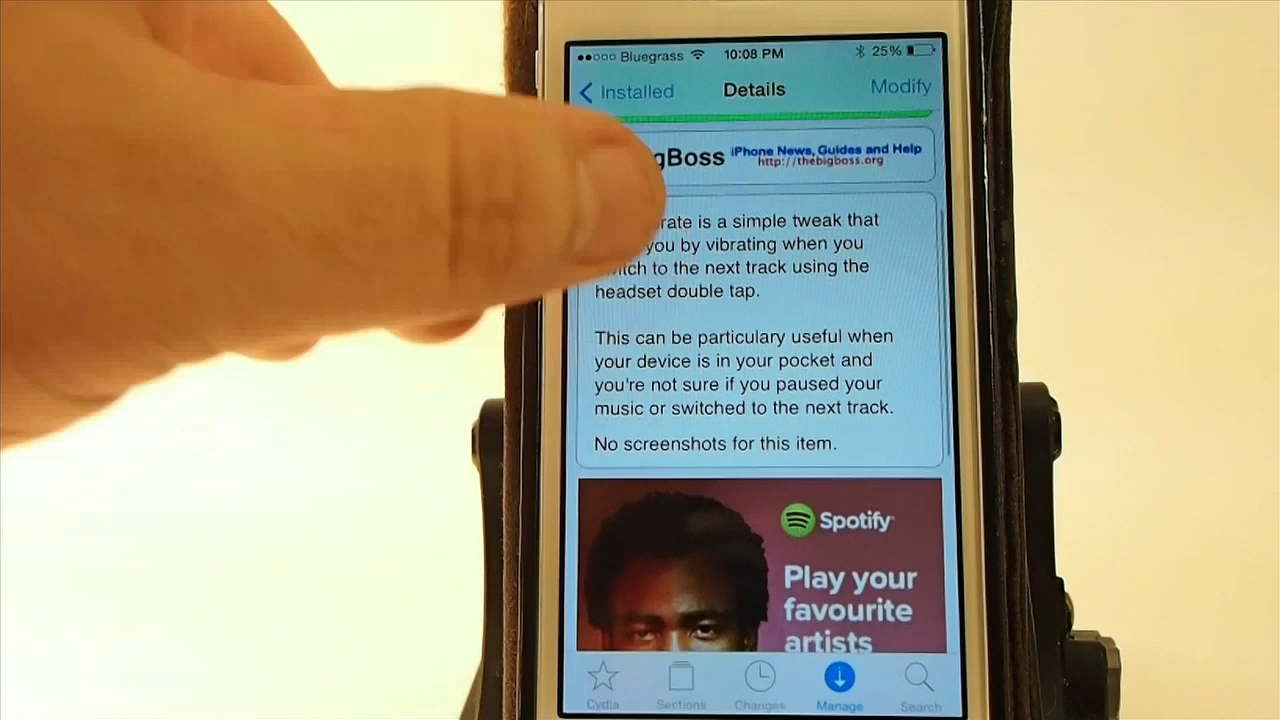 Bluegrass 10:08 PM 25%
Installed Details Modify
gBoss iPhone News, Guides and Help
http://thebigboss.org
rate is a simple tweak that
you by vibrating when you
tch to the next track using the
headset double tap.
This can be particulary useful when
your device is in your pocket and
you're not sure if you paused your
music or switched to the next track.
No screenshots for this item.
Spotify
Play your
favourite
artists
Cydia Sections Changes Manage Search